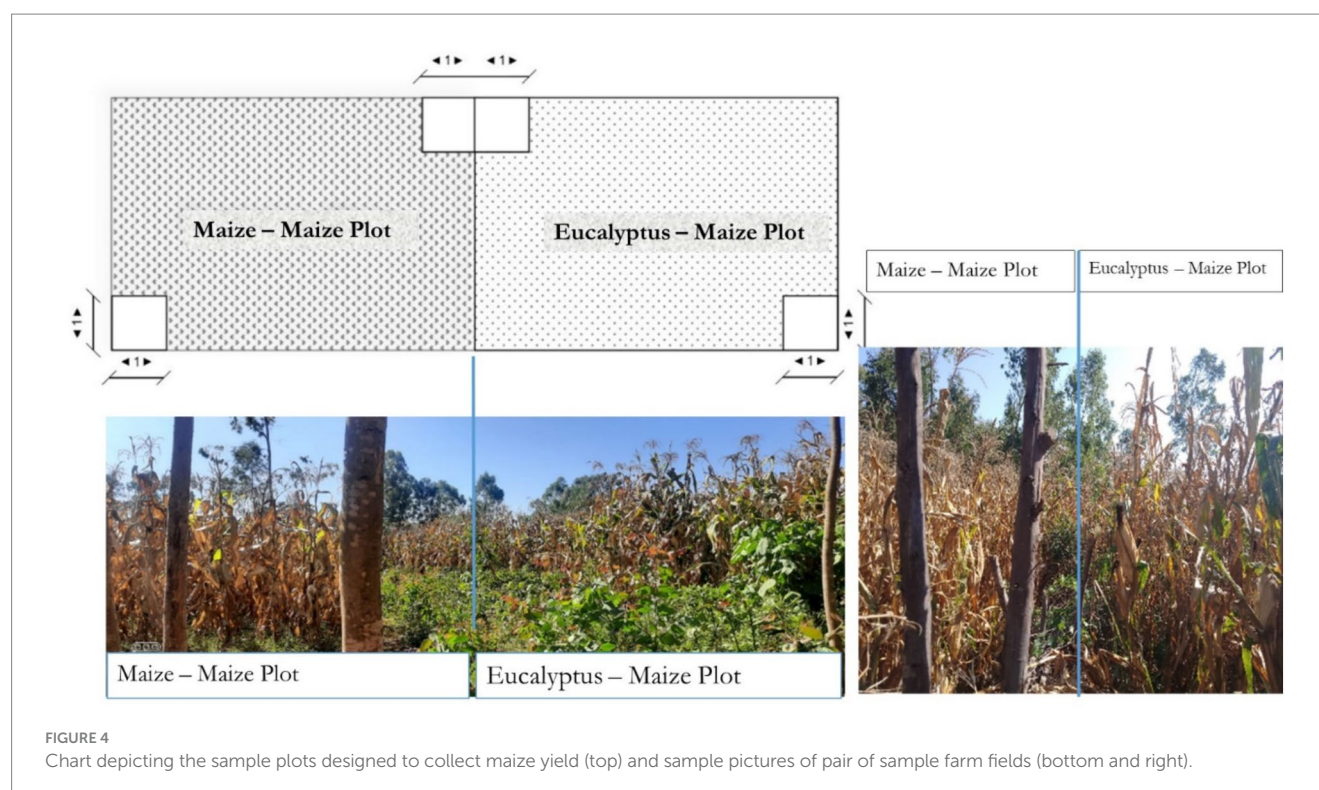 ◄1► ◄1►
Maize – Maize Plot
Eucalyptus – Maize Plot
◄1►
◄1►
◄1►
◄1►
Maize – Maize Plot
Eucalyptus – Maize Plot
Maize – Maize Plot
Eucalyptus – Maize Plot
FIGURE 4
Chart depicting the sample plots designed to collect maize yield (top) and sample pictures of pair of sample farm fields (bottom and right).